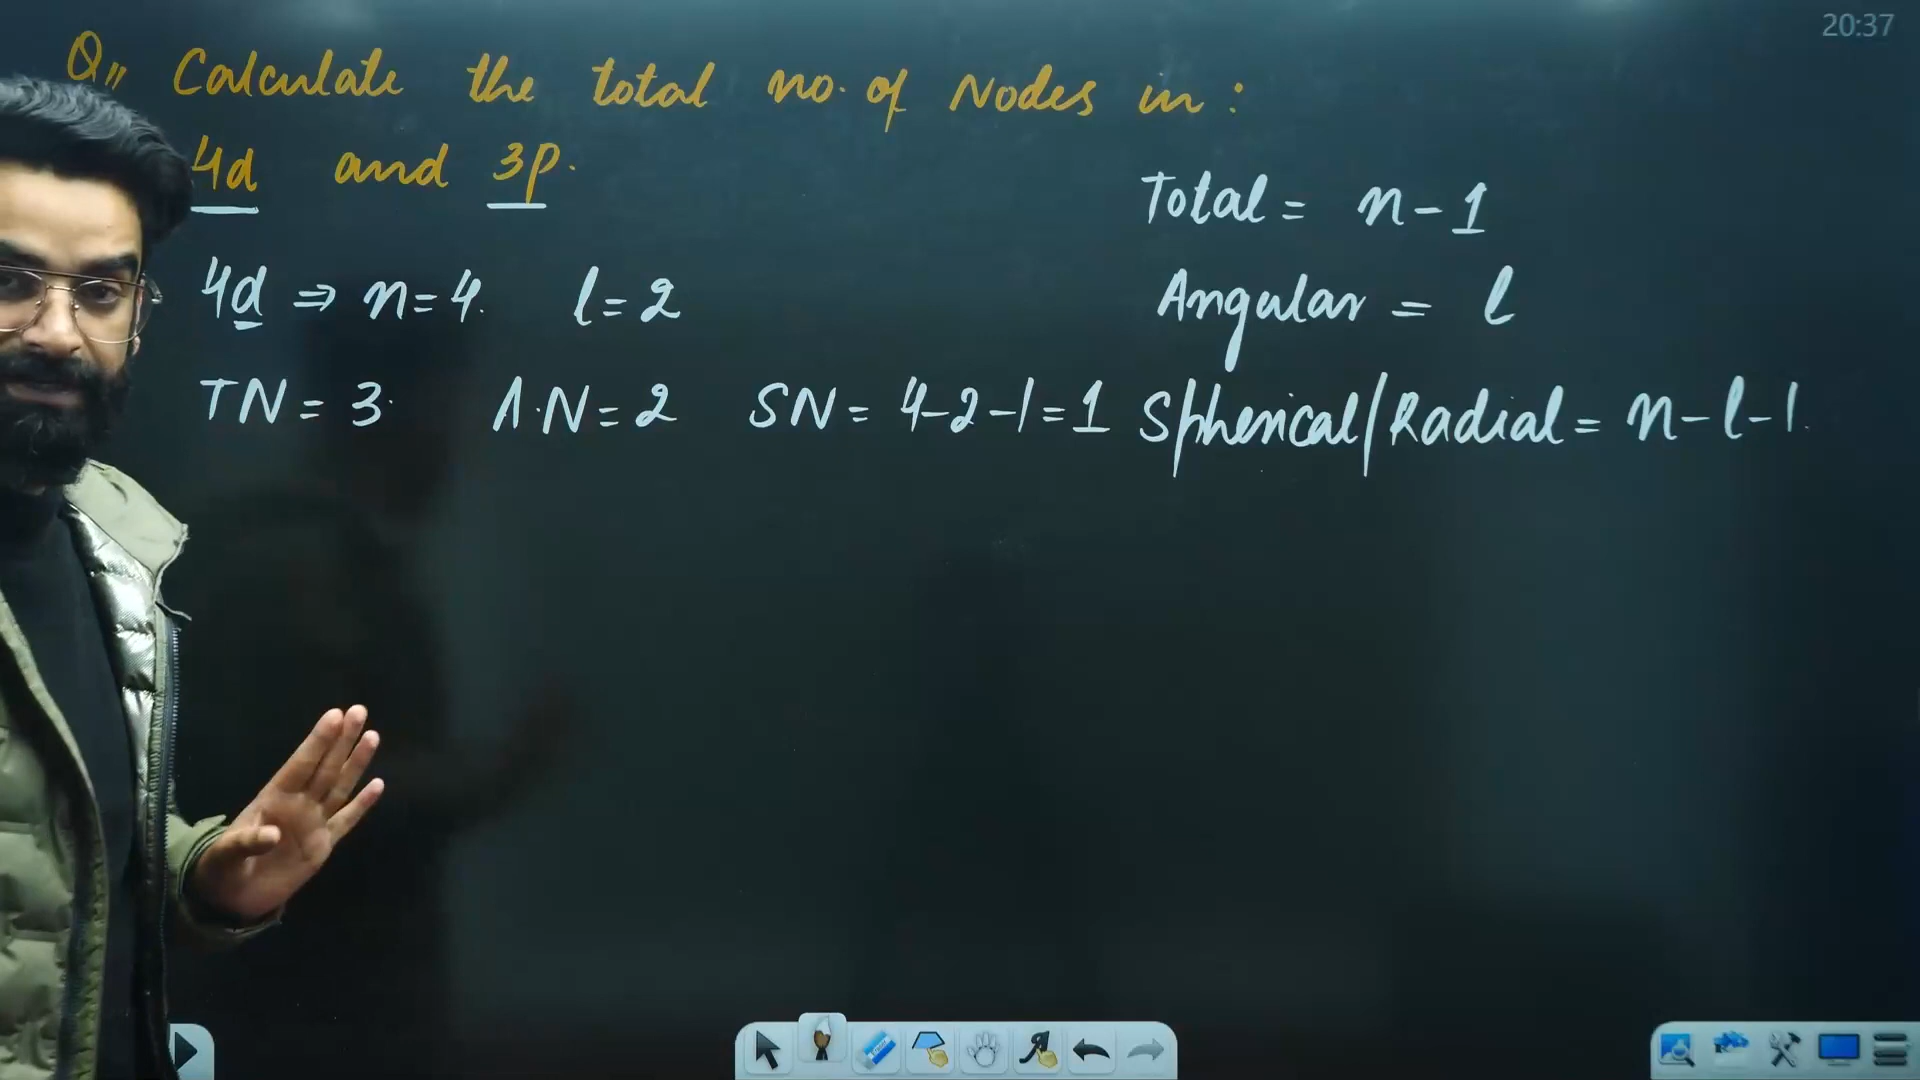 20:37
Q,, Calculate the total no. of Nodes in :
4d and 3p.
Total = n - 1
4d ⇒ n = 4. l = 2
Angular = l
TN = 3. A.N = 2 SN = 4-2-1 = 1
Spherical/Radial = n - l - 1.